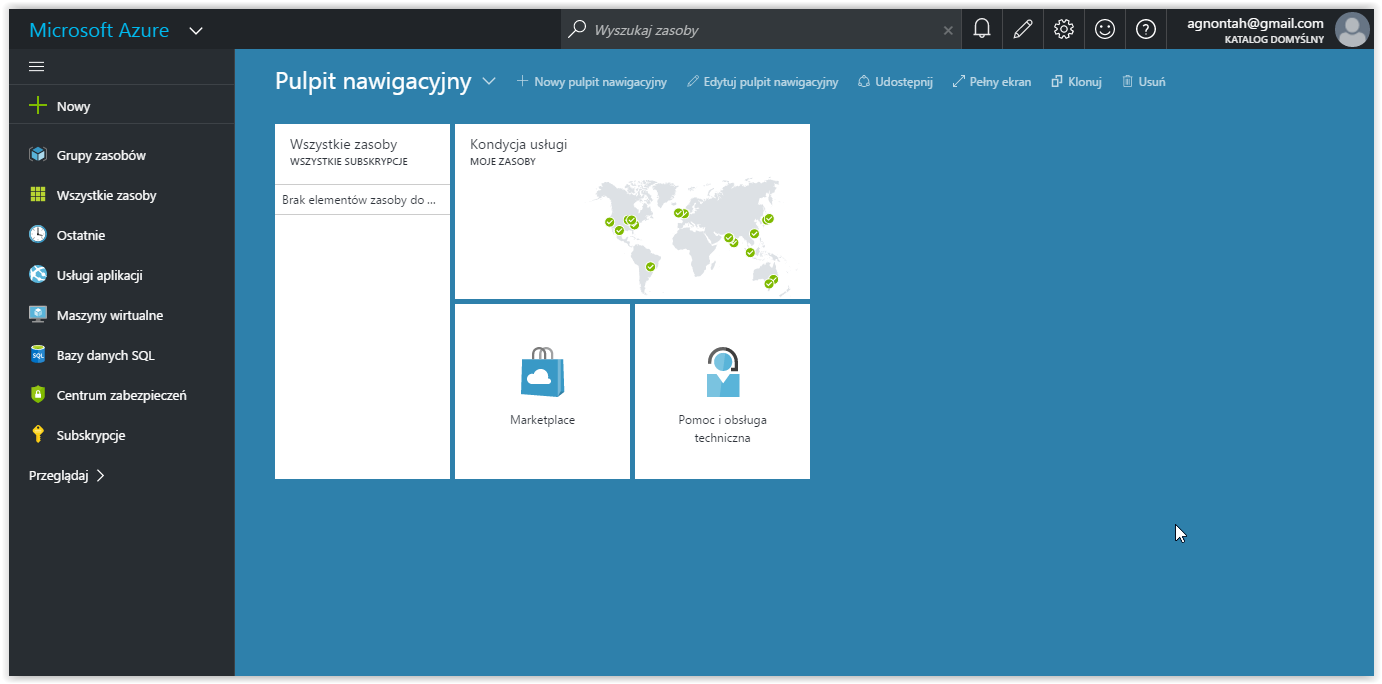 Microsoft Azure
Wyszukaj zasoby
agnontah@gmail.com
KATALOG DOMYŚLNY
Nowy
Grupy zasobów
Wszystkie zasoby
Ostatnie
Usługi aplikacji
Maszyny wirtualne
Bazy danych SQL
Centrum zabezpieczeń
Subskrypcje
Przeglądaj
Pulpit nawigacyjny
Nowy pulpit nawigacyjny
Edytuj pulpit nawigacyjny
Udostępnij
Pełny ekran
Klonuj
Usuń
Wszystkie zasoby
WSZYSTKIE SUBSKRYPCJE
Brak elementów zasoby do ...
Kondycja usługi
MOJE ZASOBY
Marketplace
Pomoc i obsługa
techniczna